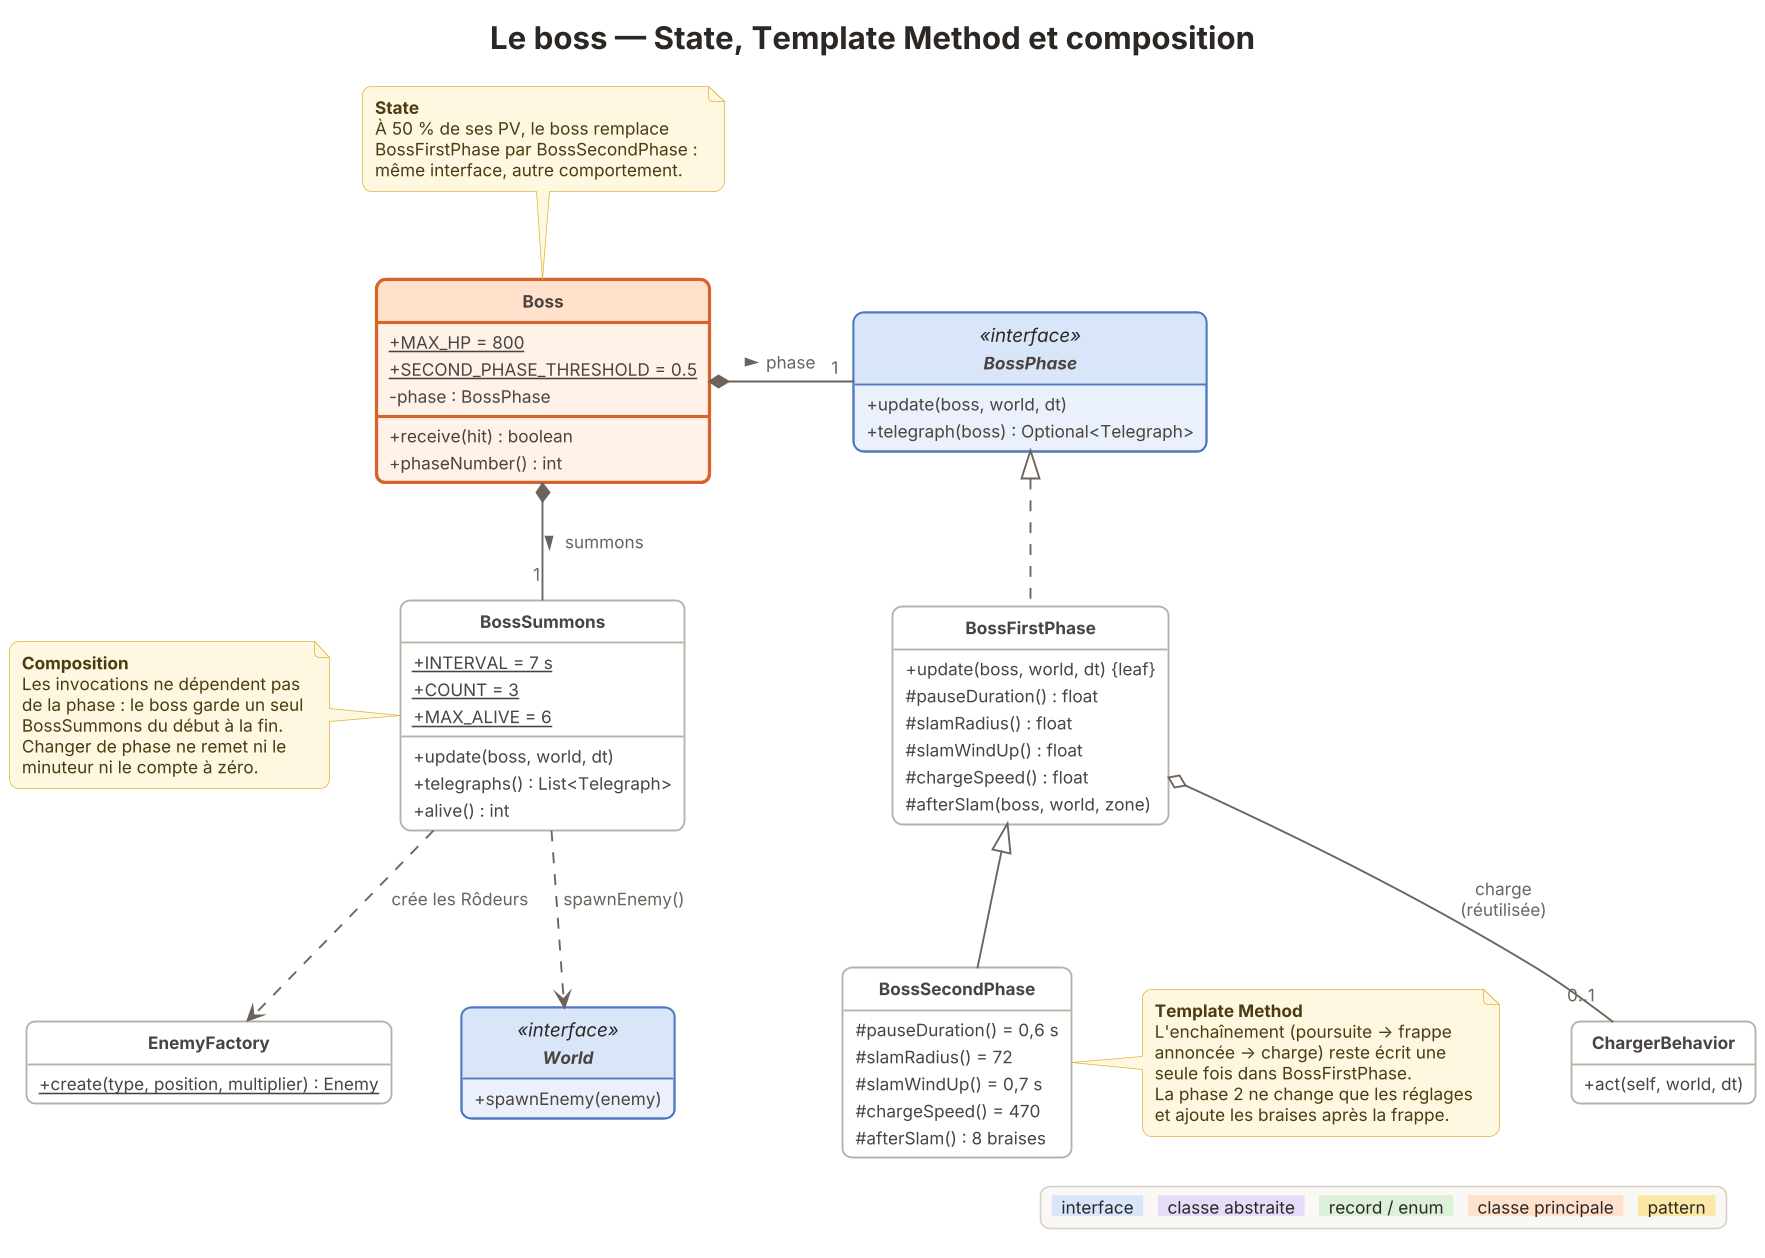 Le boss — State, Template Method et composition
State
À 50 % de ses PV, le boss remplace
BossFirstPhase par BossSecondPhase :
même interface, autre comportement.
Boss
+MAX_HP = 800
+SECOND_PHASE_THRESHOLD = 0.5
-phase : BossPhase
+receive(hit) : boolean
+phaseNumber() : int
phase
1
«interface»
BossPhase
+update(boss, world, dt)
+telegraph(boss) : Optional<Telegraph>
summons
1
BossSummons
+INTERVAL = 7 s
+COUNT = 3
+MAX_ALIVE = 6
+update(boss, world, dt)
+telegraphs() : List<Telegraph>
+alive() : int
Composition
Les invocations ne dépendent pas
de la phase : le boss garde un seul
BossSummons du début à la fin.
Changer de phase ne remet ni le
minuteur ni le compte à zéro.
BossFirstPhase
+update(boss, world, dt) {leaf}
#pauseDuration() : float
#slamRadius() : float
#slamWindUp() : float
#chargeSpeed() : float
#afterSlam(boss, world, zone)
crée les Rôdeurs
spawnEnemy()
charge
(réutilisée)
0..1
EnemyFactory
+create(type, position, multiplier) : Enemy
«interface»
World
+spawnEnemy(enemy)
BossSecondPhase
#pauseDuration() = 0,6 s
#slamRadius() = 72
#slamWindUp() = 0,7 s
#chargeSpeed() = 470
#afterSlam() : 8 braises
Template Method
L'enchaînement (poursuite → frappe
annoncée → charge) reste écrit une
seule fois dans BossFirstPhase.
La phase 2 ne change que les réglages
et ajoute les braises après la frappe.
ChargerBehavior
+act(self, world, dt)
interface
classe abstraite
record / enum
classe principale
pattern